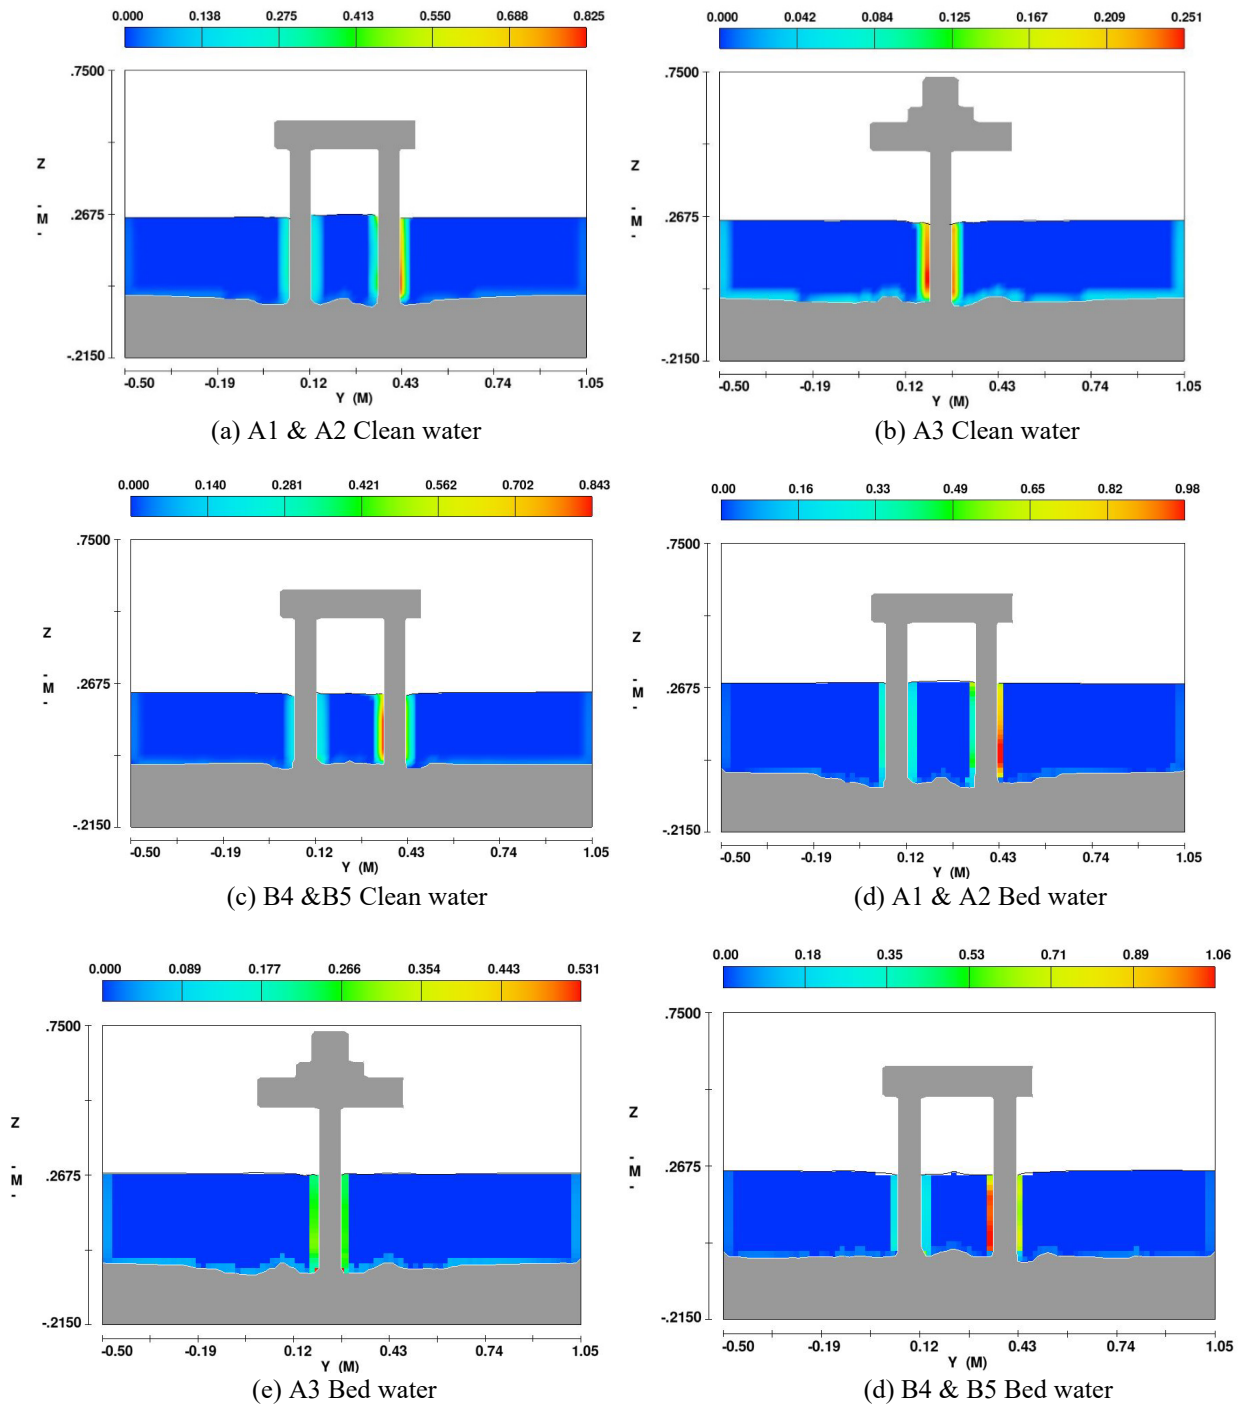 0.000 0.138 0.275 0.413 0.550 0.688 0.825
.7500
Z
-
M
-
.2675
-.2150
-0.50 -0.19 0.12 0.43 0.74 1.05
Y (M)
(a) A1 & A2 Clean water
0.000 0.042 0.084 0.125 0.167 0.209 0.251
.7500
Z
-
M
-
.2675
-.2150
-0.50 -0.19 0.12 0.43 0.74 1.05
Y (M)
(b) A3 Clean water
0.000 0.140 0.281 0.421 0.562 0.702 0.843
.7500
Z
-
M
-
.2675
-.2150
-0.50 -0.19 0.12 0.43 0.74 1.05
Y (M)
(c) B4 &B5 Clean water
0.00 0.16 0.33 0.49 0.65 0.82 0.98
.7500
Z
-
M
-
.2675
-.2150
-0.50 -0.19 0.12 0.43 0.74 1.05
Y (M)
(d) A1 & A2 Bed water
0.000 0.089 0.177 0.266 0.354 0.443 0.531
.7500
Z
-
M
-
.2675
-.2150
-0.50 -0.19 0.12 0.43 0.74 1.05
Y (M)
(e) A3 Bed water
0.00 0.18 0.35 0.53 0.71 0.89 1.06
.7500
Z
-
M
-
.2675
-.2150
-0.50 -0.19 0.12 0.43 0.74 1.05
Y (M)
(d) B4 & B5 Bed water